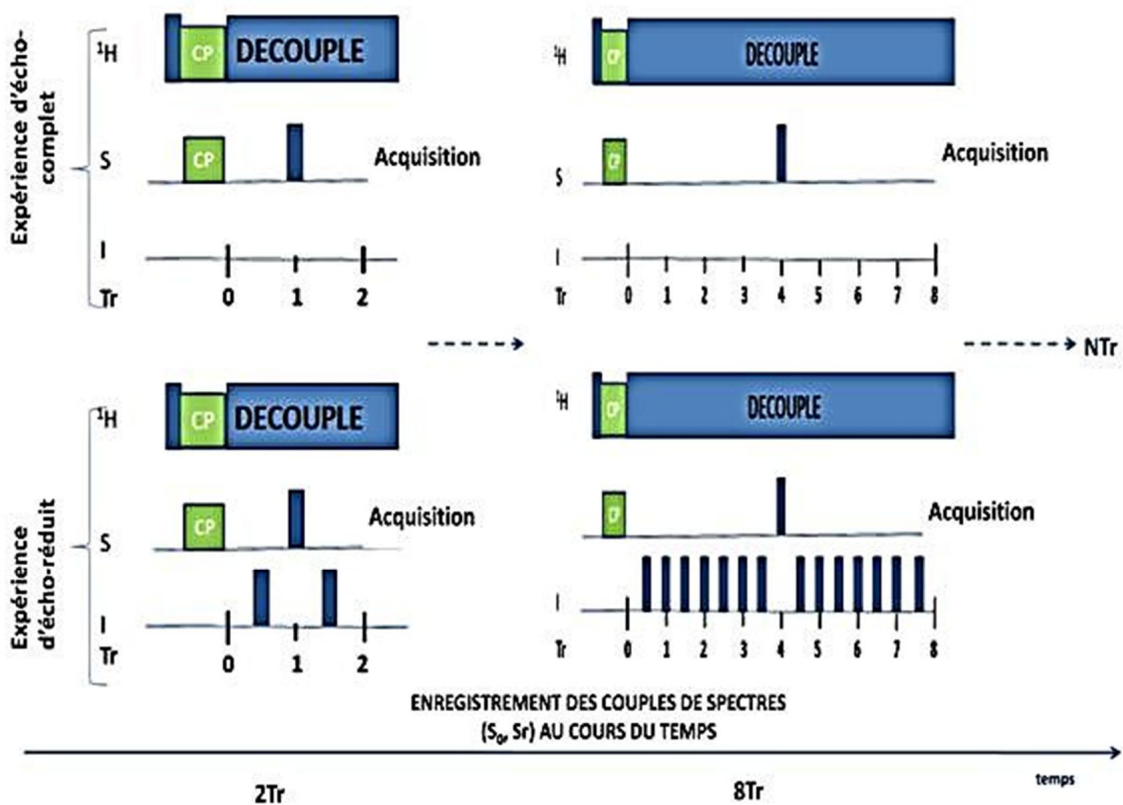 Expérience d'écho-complet
¹H
CP
DECOUPLE
S
CP
Acquisition
I
Tr
0 1 2
¹H
CP
DECOUPLE
S
CP
Acquisition
I
Tr
0 1 2 3 4 5 6 7 8
NTr
Expérience d'écho-réduit
¹H
CP
DECOUPLE
S
CP
Acquisition
I
Tr
0 1 2
¹H
CP
DECOUPLE
S
CP
Acquisition
I
Tr
0 1 2 3 4 5 6 7 8
ENREGISTREMENT DES COUPLES DE SPECTRES
(S₀, Sr) AU COURS DU TEMPS
temps
2Tr
8Tr